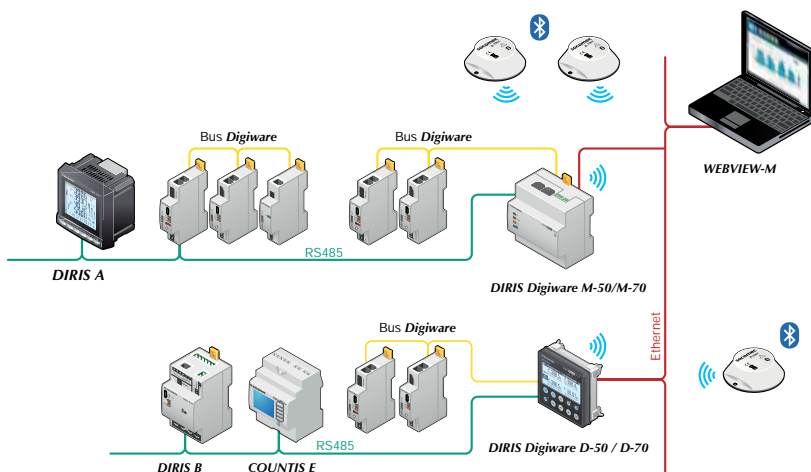 Bus Digiware
Bus Digiware
WEBVIEW-M
RS485
DIRIS A
DIRIS Digiware M-50/M-70
Ethernet
Bus Digiware
RS485
DIRIS B
COUNTIS E
DIRIS Digiware D-50 / D-70